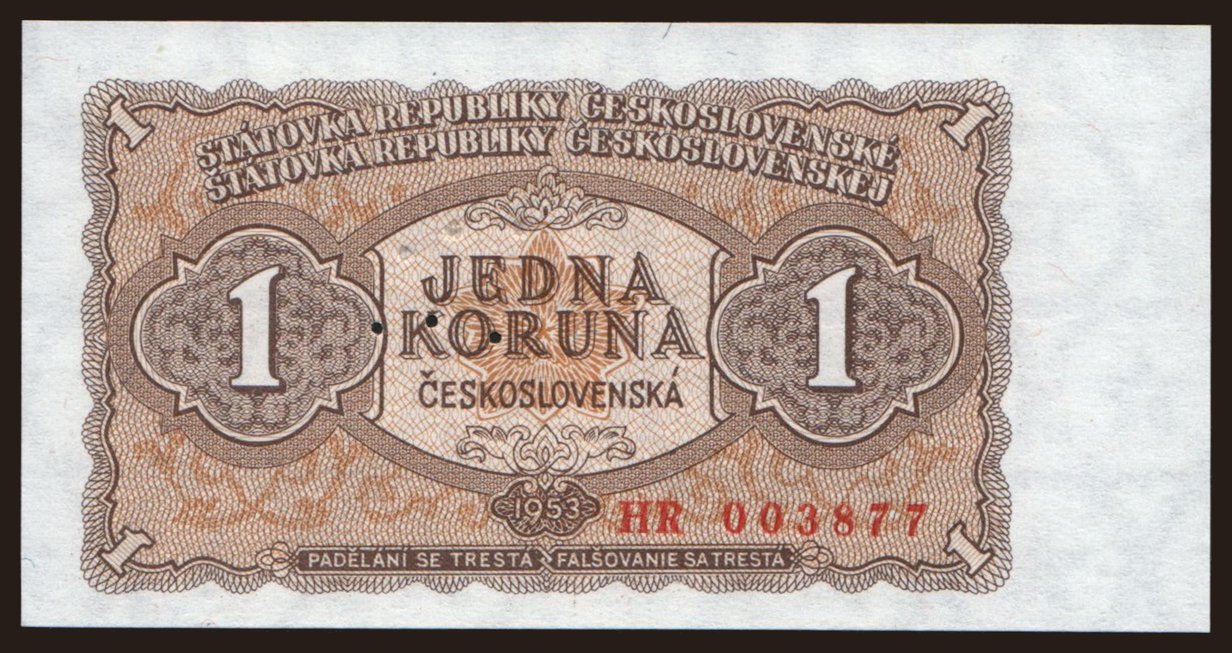 1 1
STÁTOVKA REPUBLIKY ČESKOSLOVENSKÉ
ŠTÁTOVKA REPUBLIKY ČESKOSLOVENSKEJ
JEDNA
1 KORUNA 1
ČESKOSLOVENSKÁ
1953 HR 003877
1 PADĚLÁNÍ SE TRESTÁ FALŠOVANIE SA TRESTÁ 1